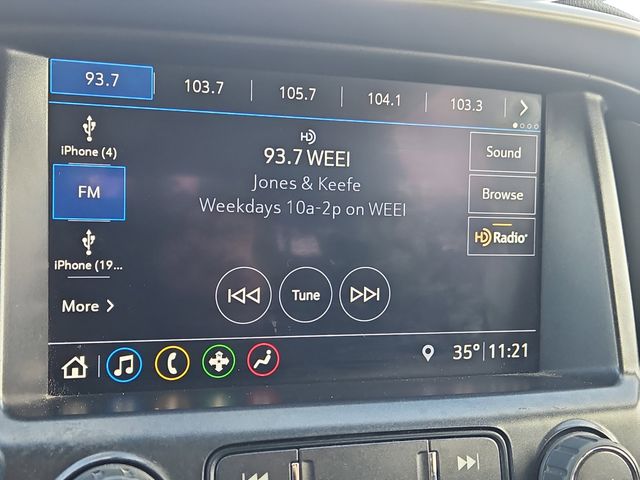 93.7 103.7 105.7 104.1 103.3
iPhone (4)
FM
iPhone (19...
More
HD
93.7 WEEI
Jones & Keefe
Weekdays 10a-2p on WEEI
Tune
Sound
Browse
HD Radio
35° 11:21